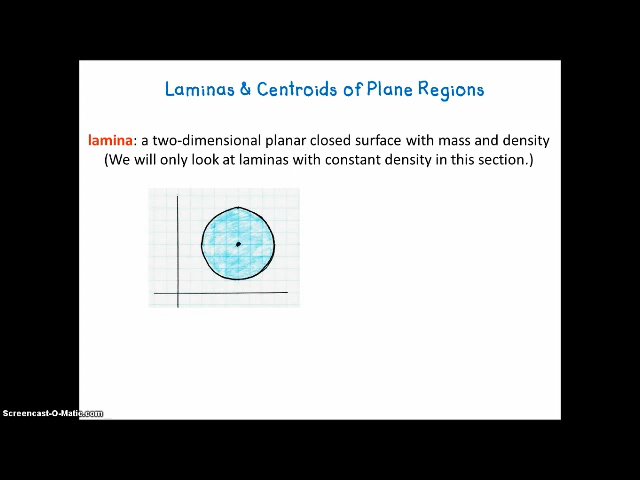 Laminas & Centroids of Plane Regions
lamina: a two-dimensional planar closed surface with mass and density
(We will only look at laminas with constant density in this section.)
Screencast-O-Matic.com